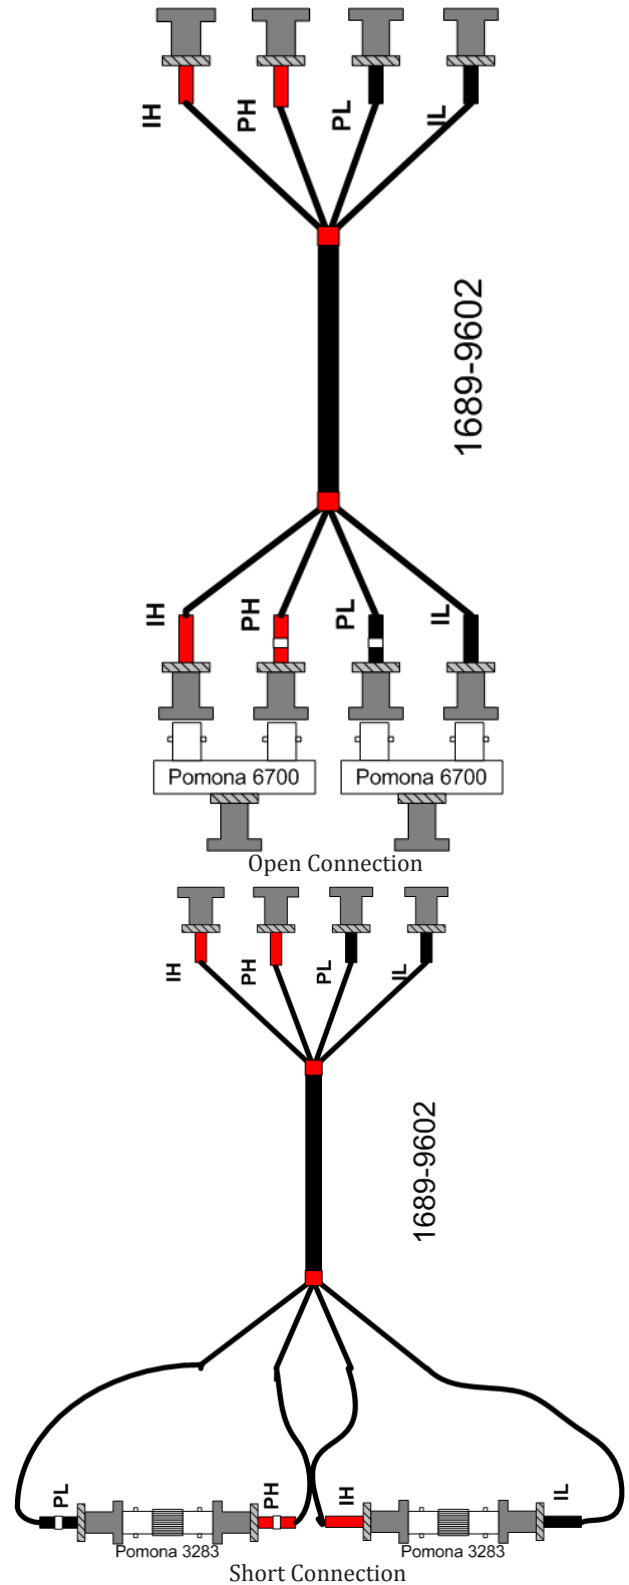 IH
PH
PL
IL
1689-9602
IH
PH
PL
IL
Pomona 6700
Pomona 6700
Open Connection
IH
PH
PL
IL
1689-9602
PL
PH
IH
IL
Pomona 3283
Pomona 3283
Short Connection